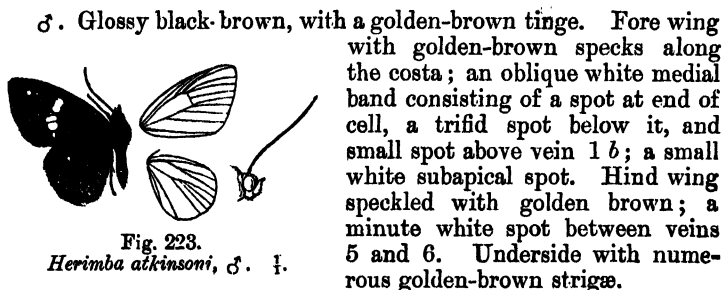 ♂. Glossy black-brown, with a golden-brown tinge. Fore wing
with golden-brown specks along
the costa; an oblique white medial
band consisting of a spot at end of
cell, a trifid spot below it, and
small spot above vein 1 b; a small
white subapical spot. Hind wing
speckled with golden brown; a
minute white spot between veins
5 and 6. Underside with nume-
rous golden-brown strigæ.
Fig. 223.
Herimba atkinsoni, ♂. 1/1.